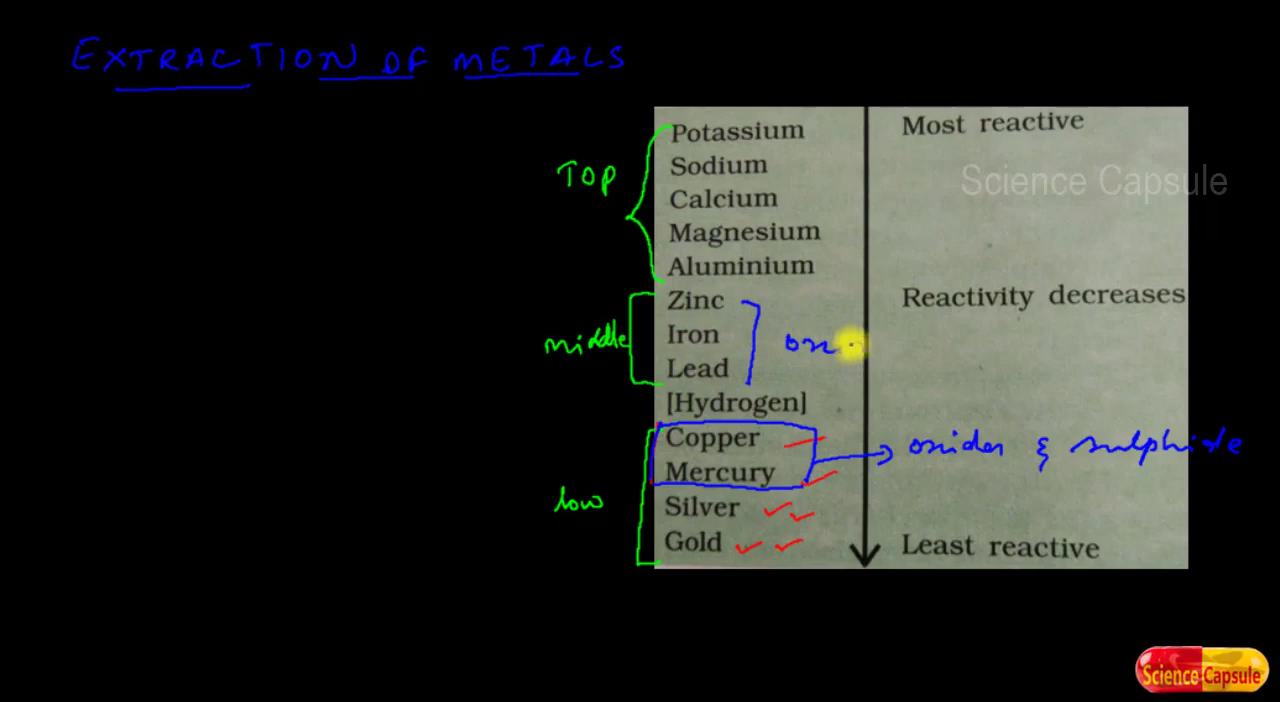 EXTRACTION OF METALS
TOP
Potassium
Sodium
Calcium
Magnesium
Aluminium
Most reactive
Science Capsule
middle
Zinc
Iron
Lead
Reactivity decreases
[Hydrogen]
low
Copper
Mercury
Silver
Gold
oxides & sulphide
Least reactive
Science Capsule